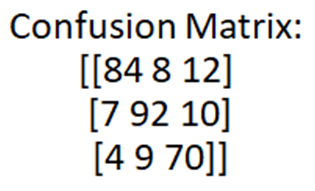 Confusion Matrix:
[[84 8 12]
[7 92 10]
[4 9 70]]